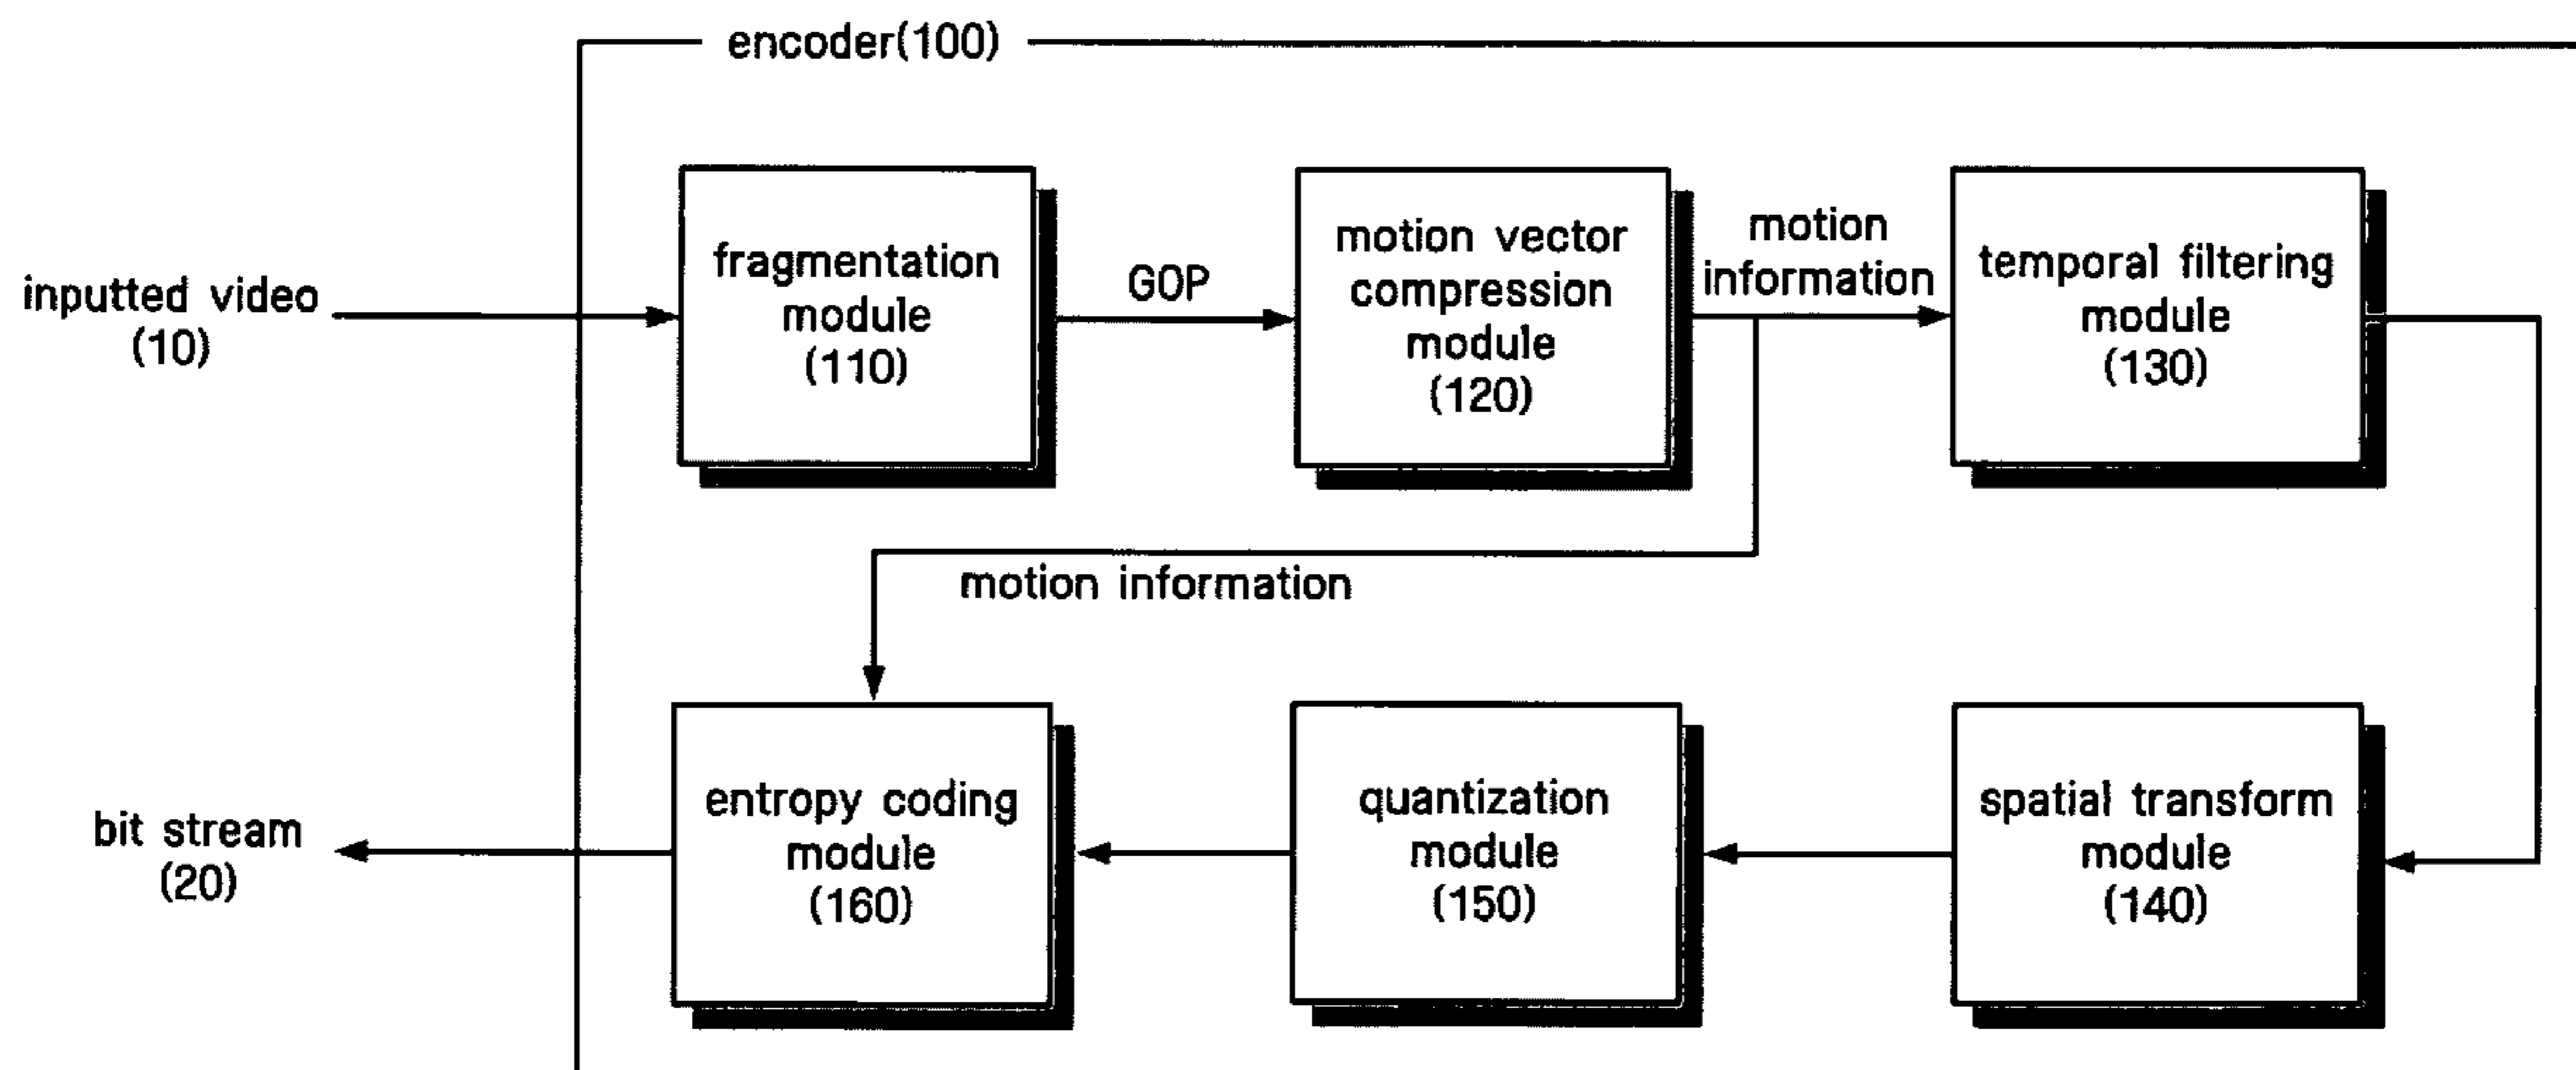 encoder(100)
inputted video
(10)
fragmentation
module
(110)
GOP
motion vector
compression
module
(120)
motion
information
temporal filtering
module
(130)
motion information
bit stream
(20)
entropy coding
module
(160)
quantization
module
(150)
spatial transform
module
(140)